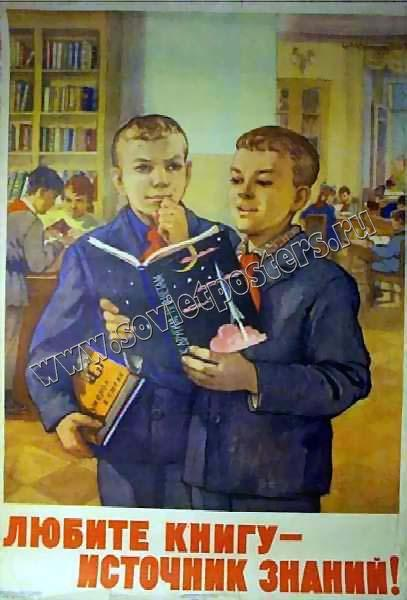 www.sovietposters.ru
ЛЮБИТЕ КНИГУ–
ИСТОЧНИК ЗНАНИЙ!